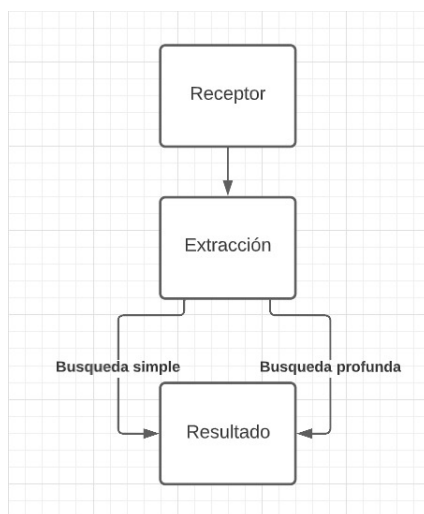 Receptor
Extracción
Busqueda simple
Busqueda profunda
Resultado